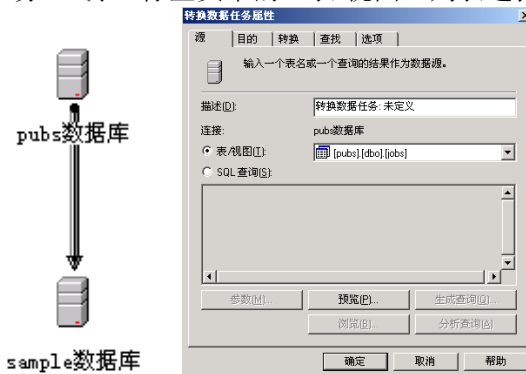 转换数据任务属性
源 目的 转换 查找 选项
输入一个表名或一个查询的结果作为数据源。
描述(D): 转换数据任务: 未定义
连接: pubs数据库
表/视图(T): [pubs].[dbo].[jobs]
SQL 查询(S):
参数(M)... 预览(P)... 生成查询(Q)...
浏览(B)... 分析查询(A)
确定 取消 帮助
pubs数据库
sample数据库